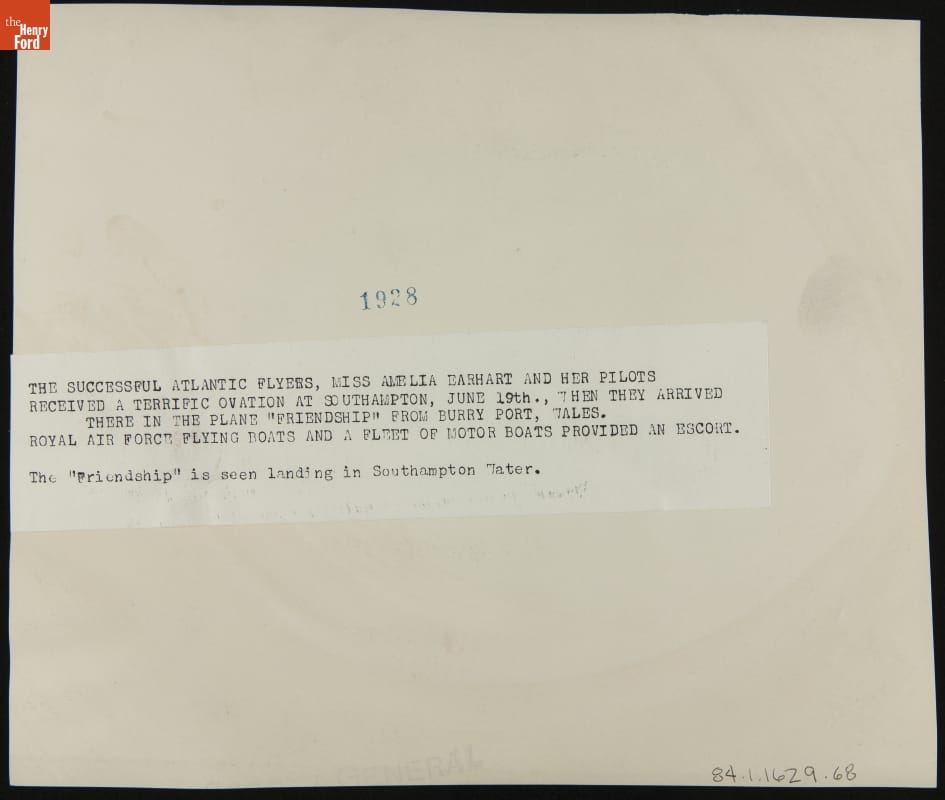 the
Henry
Ford
1928
THE SUCCESSFUL ATLANTIC FLYERS, MISS AMELIA EARHART AND HER PILOTS
RECEIVED A TERRIFIC OVATION AT SOUTHAMPTON, JUNE 19th., WHEN THEY ARRIVED
THERE IN THE PLANE "FRIENDSHIP" FROM BURRY PORT, WALES.
ROYAL AIR FORCE FLYING BOATS AND A FLEET OF MOTOR BOATS PROVIDED AN ESCORT.
The "Friendship" is seen landing in Southampton Water.
GENERAL
84.1.1629.68